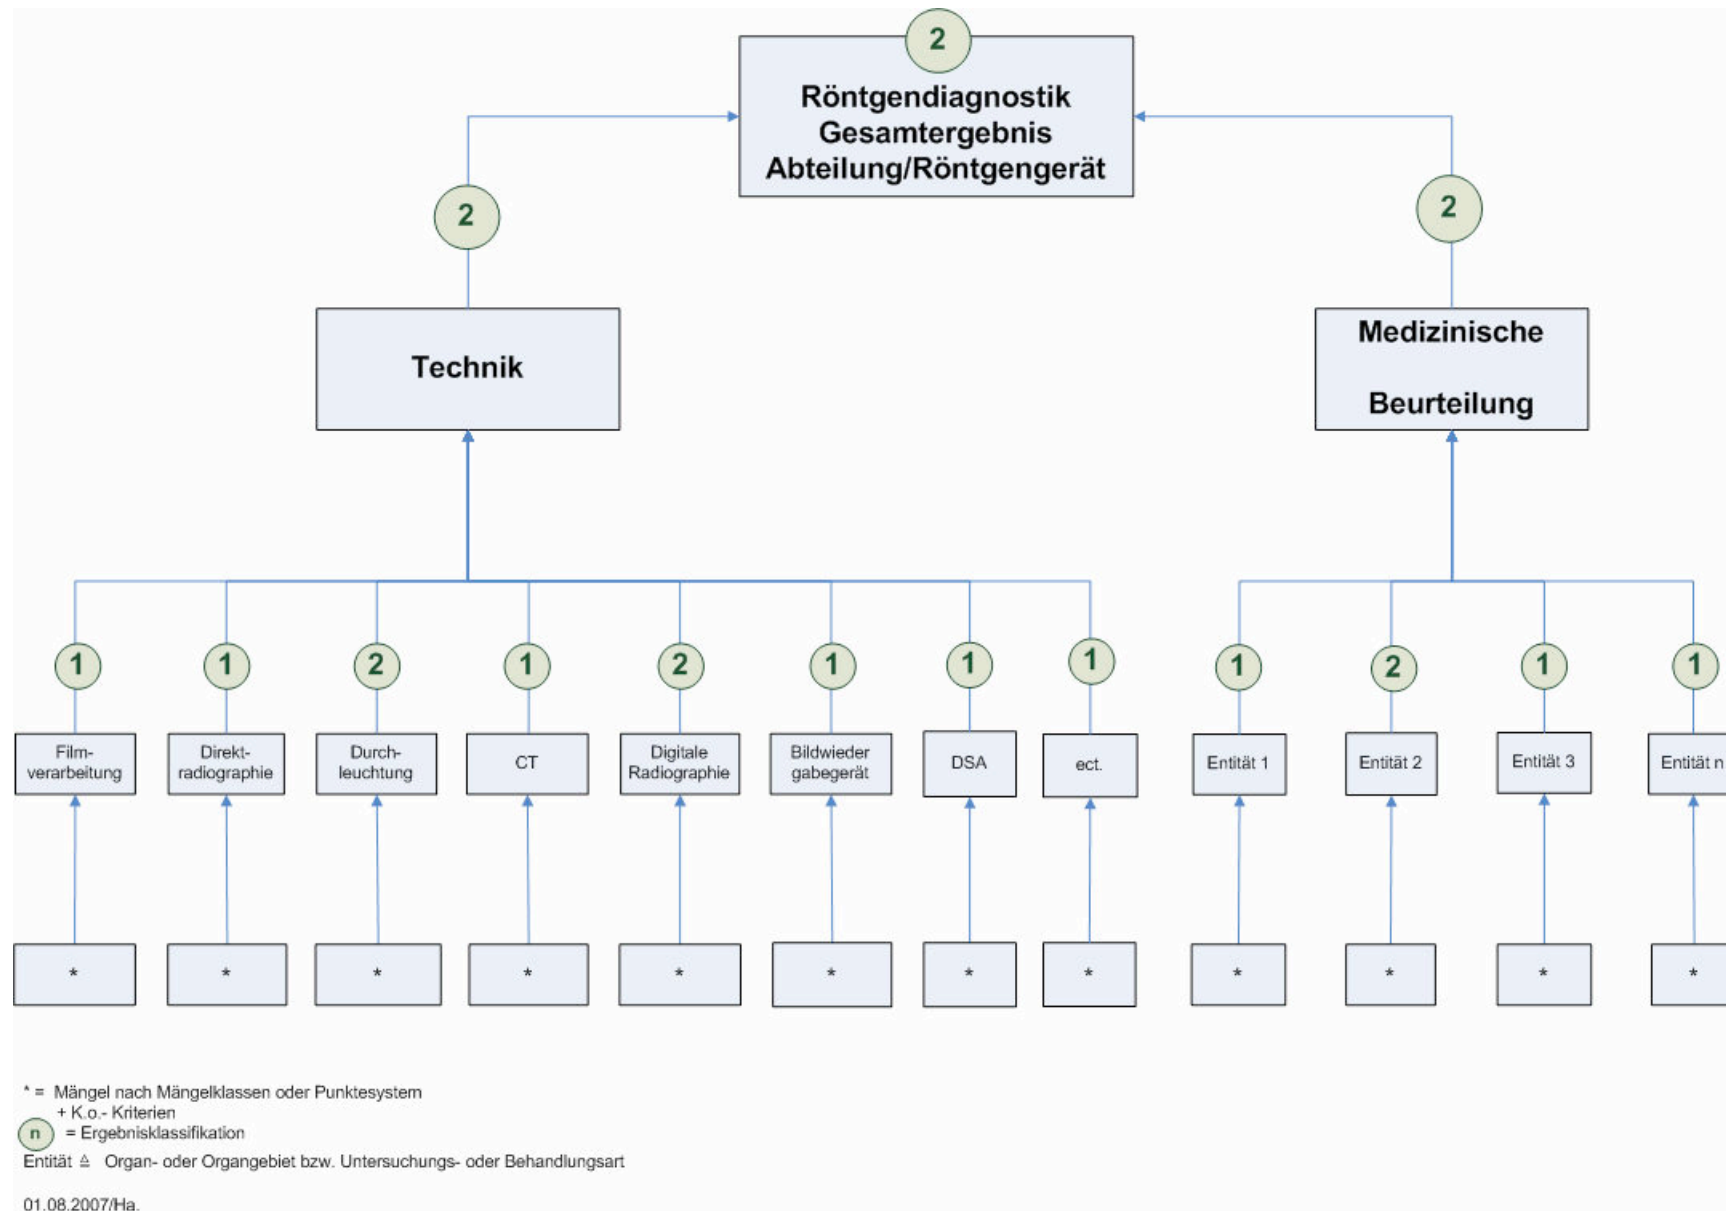 2
Röntgendiagnostik
Gesamtergebnis
Abteilung/Röntgengerät
2
2
Technik
Medizinische
Beurteilung
1
1
2
1
2
1
1
1
1
2
1
1
Film-
verarbeitung
Direkt-
radiographie
Durch-
leuchtung
CT
Digitale
Radiographie
Bildwieder
gabegerät
DSA
ect.
Entität 1
Entität 2
Entität 3
Entität n
*
*
*
*
*
*
*
*
*
*
*
*
* = Mängel nach Mängelklassen oder Punktesystem
+ K.o.- Kriterien
n = Ergebnisklassifikation
Entität ≙ Organ- oder Organgebiet bzw. Untersuchungs- oder Behandlungsart
01.08.2007/Ha.